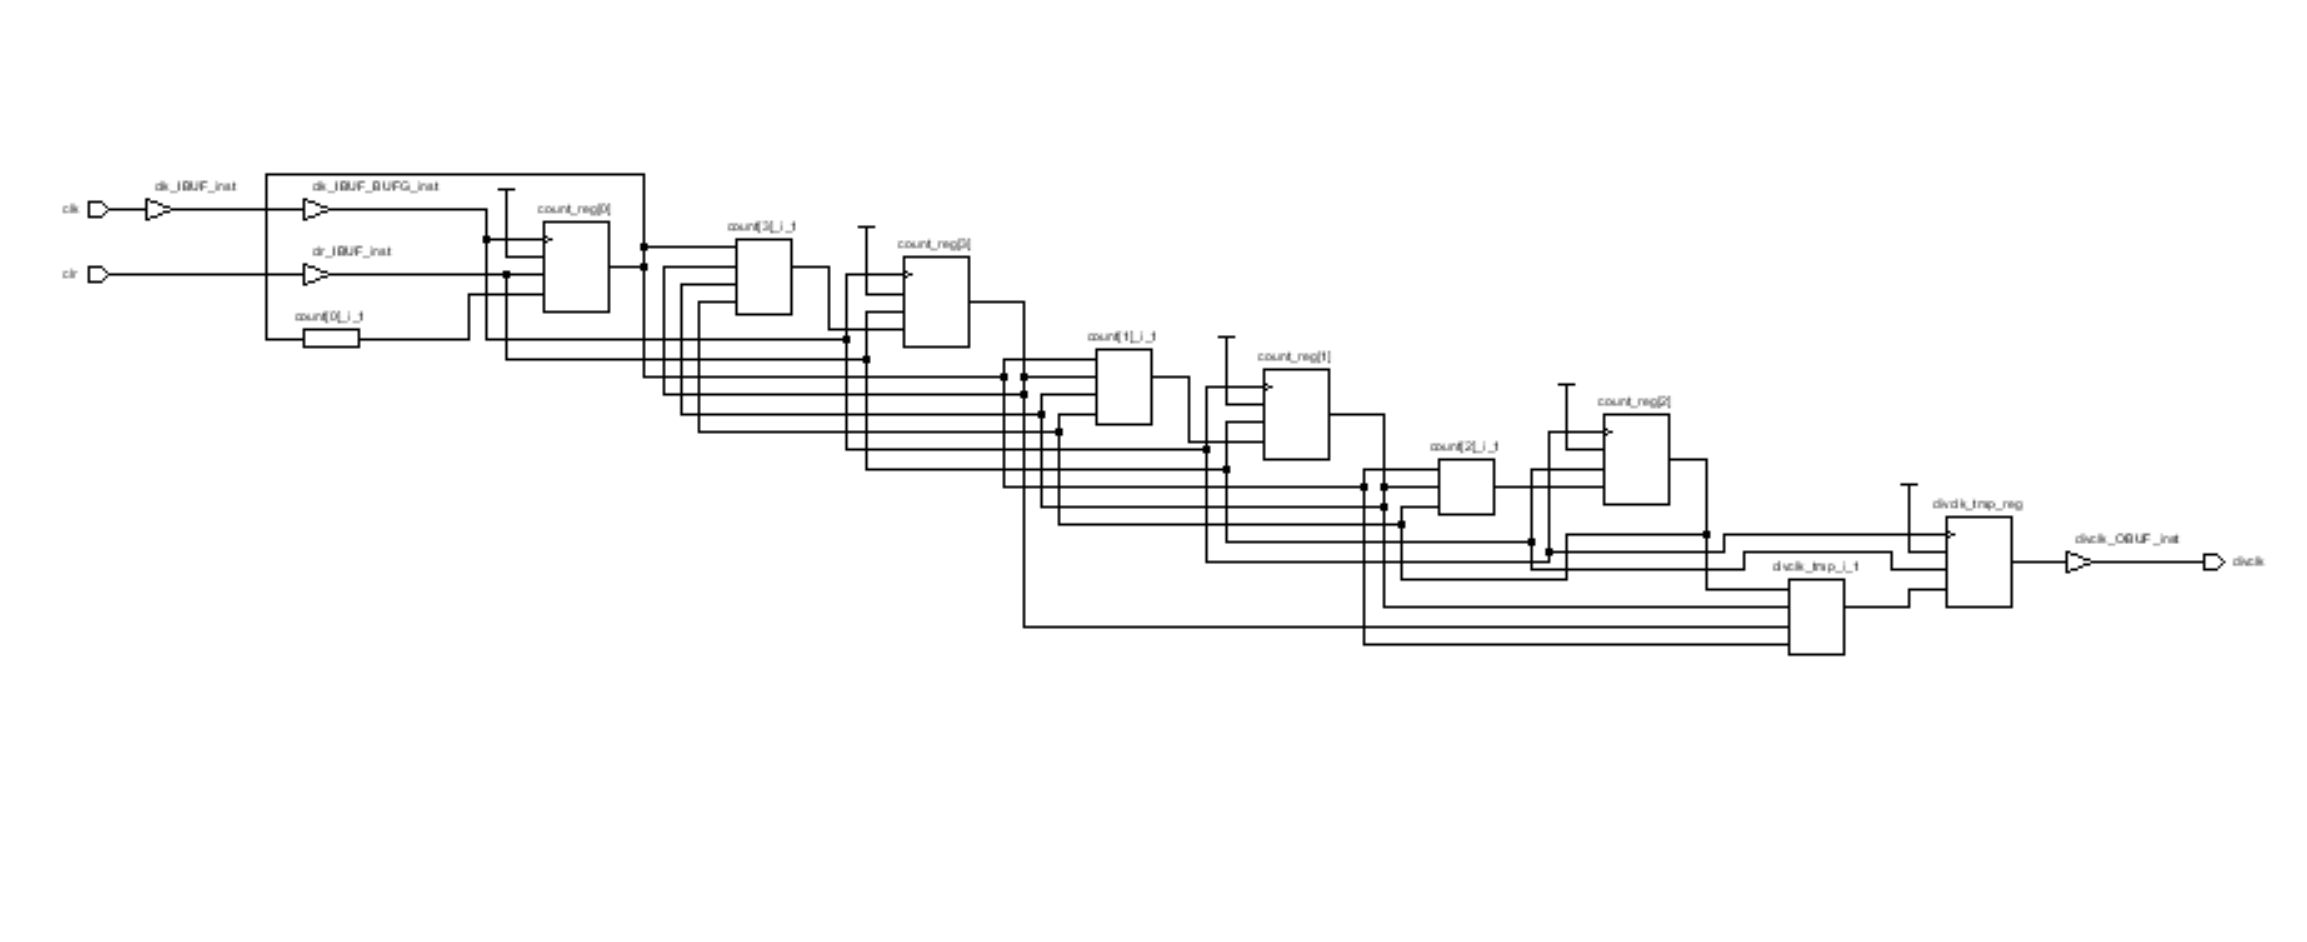 clk
clk_IBUF_inst
clk_IBUF_BUFG_inst
count_reg[0]
clr
clr_IBUF_inst
count[0]_i_1
count[3]_i_1
count_reg[3]
count[1]_i_1
count_reg[1]
count[2]_i_1
count_reg[2]
divclk_tmp_i_1
divclk_tmp_reg
divclk_OBUF_inst
divclk